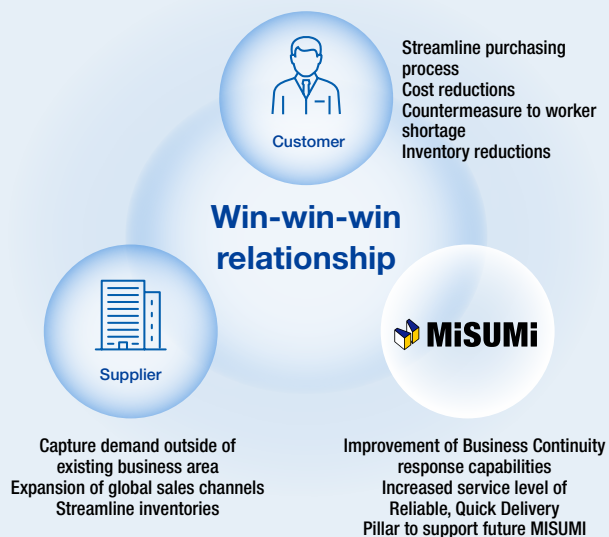 Customer
Streamline purchasing
process
Cost reductions
Countermeasure to worker
shortage
Inventory reductions
Win-win-win
relationship
Supplier
MiSUMi
Capture demand outside of
existing business area
Expansion of global sales channels
Streamline inventories
Improvement of Business Continuity
response capabilities
Increased service level of
Reliable, Quick Delivery
Pillar to support future MISUMI